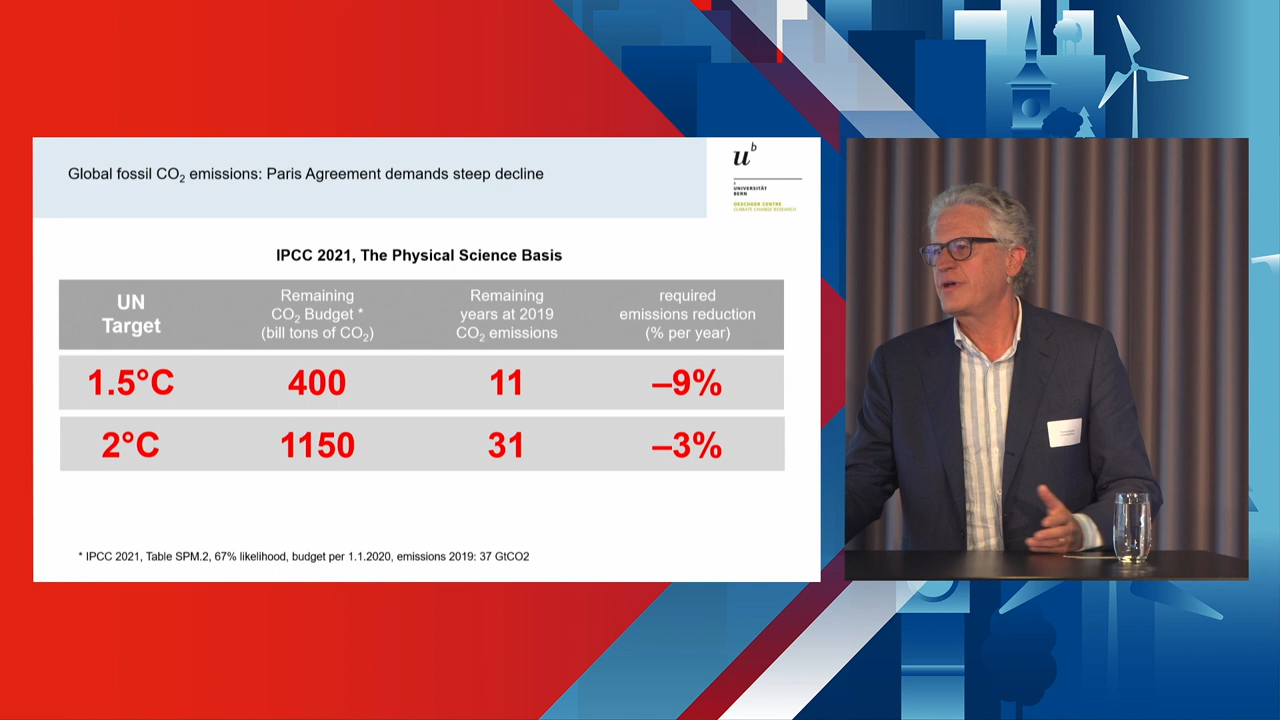 Global fossil CO₂ emissions: Paris Agreement demands steep decline
u^b
b
UNIVERSITÄT
BERN
OESCHGER CENTRE
CLIMATE CHANGE RESEARCH
IPCC 2021, The Physical Science Basis
UN
Target
Remaining
CO₂ Budget *
(bill tons of CO₂)
Remaining
years at 2019
CO₂ emissions
required
emissions reduction
(% per year)
1.5°C 400 11 –9%
2°C 1150 31 –3%
* IPCC 2021, Table SPM.2, 67% likelihood, budget per 1.1.2020, emissions 2019: 37 GtCO2